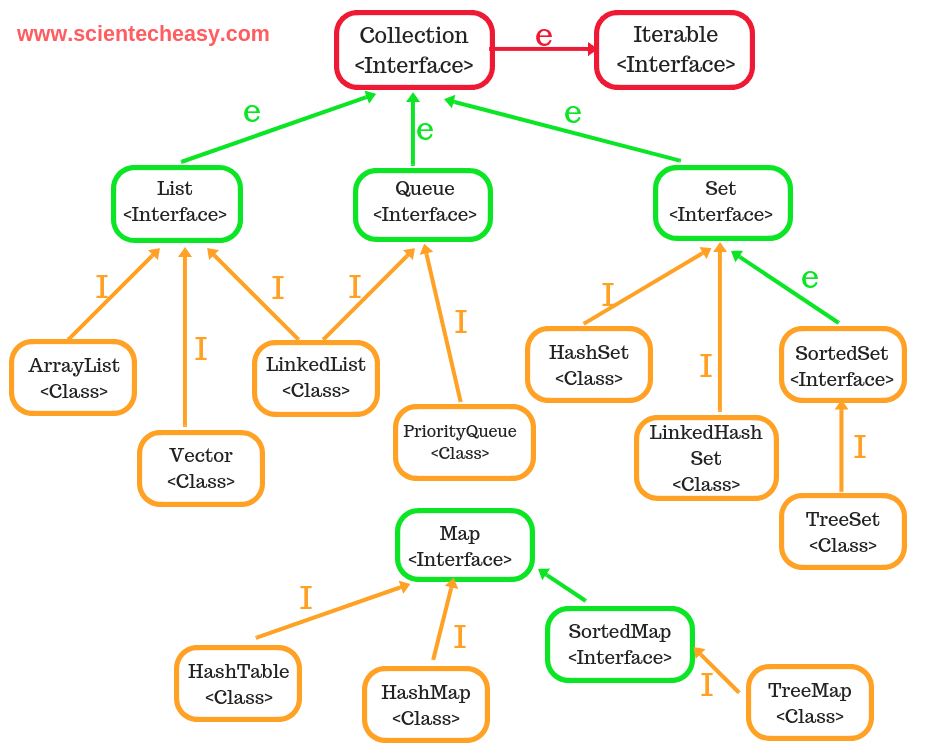 www.scientecheasy.com
Collection
<Interface>
e
Iterable
<Interface>
e
e
e
List
<Interface>
Queue
<Interface>
Set
<Interface>
I
I
I
I
I
I
I
e
ArrayList
<Class>
Vector
<Class>
LinkedList
<Class>
PriorityQueue
<Class>
HashSet
<Class>
LinkedHash
Set
<Class>
SortedSet
<Interface>
I
TreeSet
<Class>
Map
<Interface>
I
I
HashTable
<Class>
HashMap
<Class>
SortedMap
<Interface>
I
TreeMap
<Class>